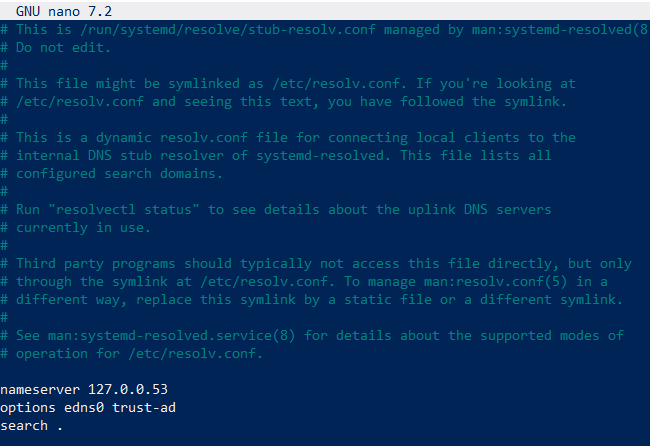 GNU nano 7.2
# This is /run/systemd/resolve/stub-resolv.conf managed by man:systemd-resolved(8
# Do not edit.
#
# This file might be symlinked as /etc/resolv.conf. If you're looking at
# /etc/resolv.conf and seeing this text, you have followed the symlink.
#
# This is a dynamic resolv.conf file for connecting local clients to the
# internal DNS stub resolver of systemd-resolved. This file lists all
# configured search domains.
#
# Run "resolvectl status" to see details about the uplink DNS servers
# currently in use.
#
# Third party programs should typically not access this file directly, but only
# through the symlink at /etc/resolv.conf. To manage man:resolv.conf(5) in a
# different way, replace this symlink by a static file or a different symlink.
#
# See man:systemd-resolved.service(8) for details about the supported modes of
# operation for /etc/resolv.conf.
nameserver 127.0.0.53
options edns0 trust-ad
search .